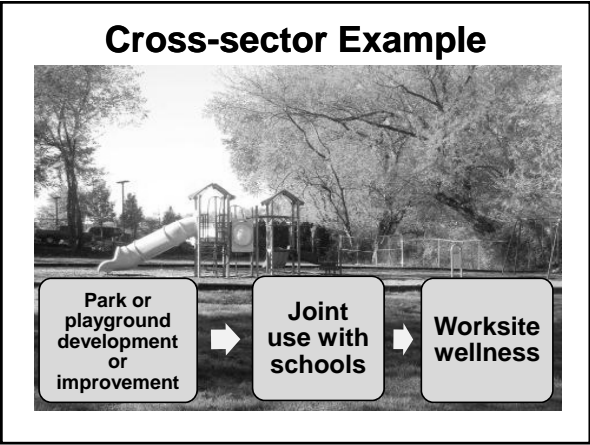 Cross-sector Example
Park or
playground
development
or
improvement
Joint
use with
schools
Worksite
wellness